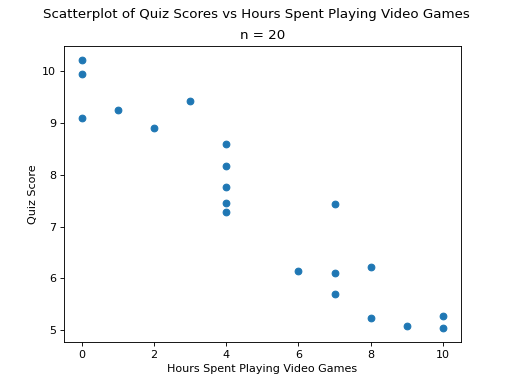 Scatterplot of Quiz Scores vs Hours Spent Playing Video Games
n = 20
10
9
8
7
6
5
Quiz Score
0 2 4 6 8 10
Hours Spent Playing Video Games